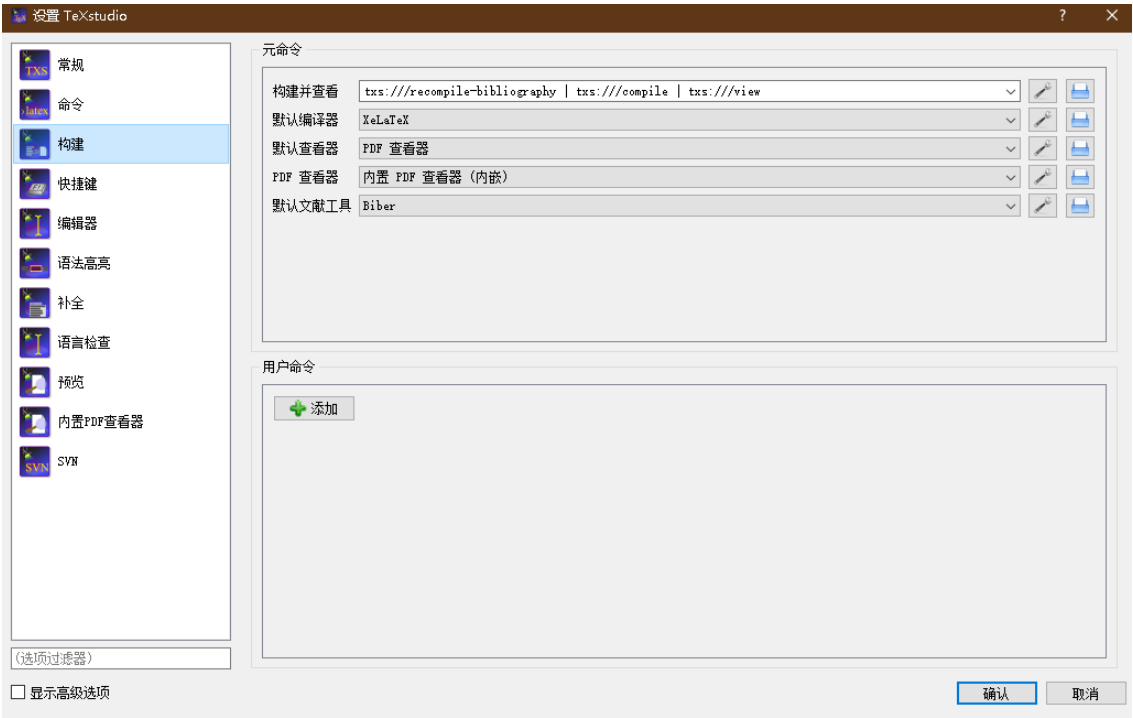 设置 TeXstudio
?
×
TXS
常规
latex
命令
构建
快捷键
编辑器
语法高亮
补全
语言检查
预览
内置PDF查看器
SVN
SVN
(选项过滤器)
显示高级选项
元命令
构建并查看 txs:///recompile-bibliography | txs:///compile | txs:///view
默认编译器 XeLaTeX
默认查看器 PDF 查看器
PDF 查看器 内置 PDF 查看器 (内嵌)
默认文献工具 Biber
用户命令
添加
确认 取消